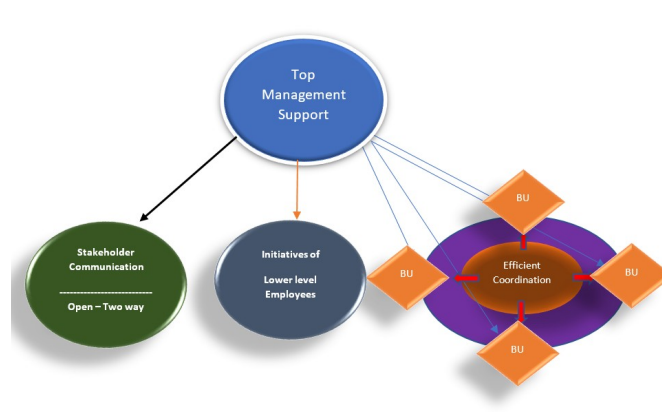 Top
Management
Support
Stakeholder
Communication
---------------------------
Open – Two way
Initiatives of
Lower level
Employees
BU
BU
Efficient
Coordination
BU
BU